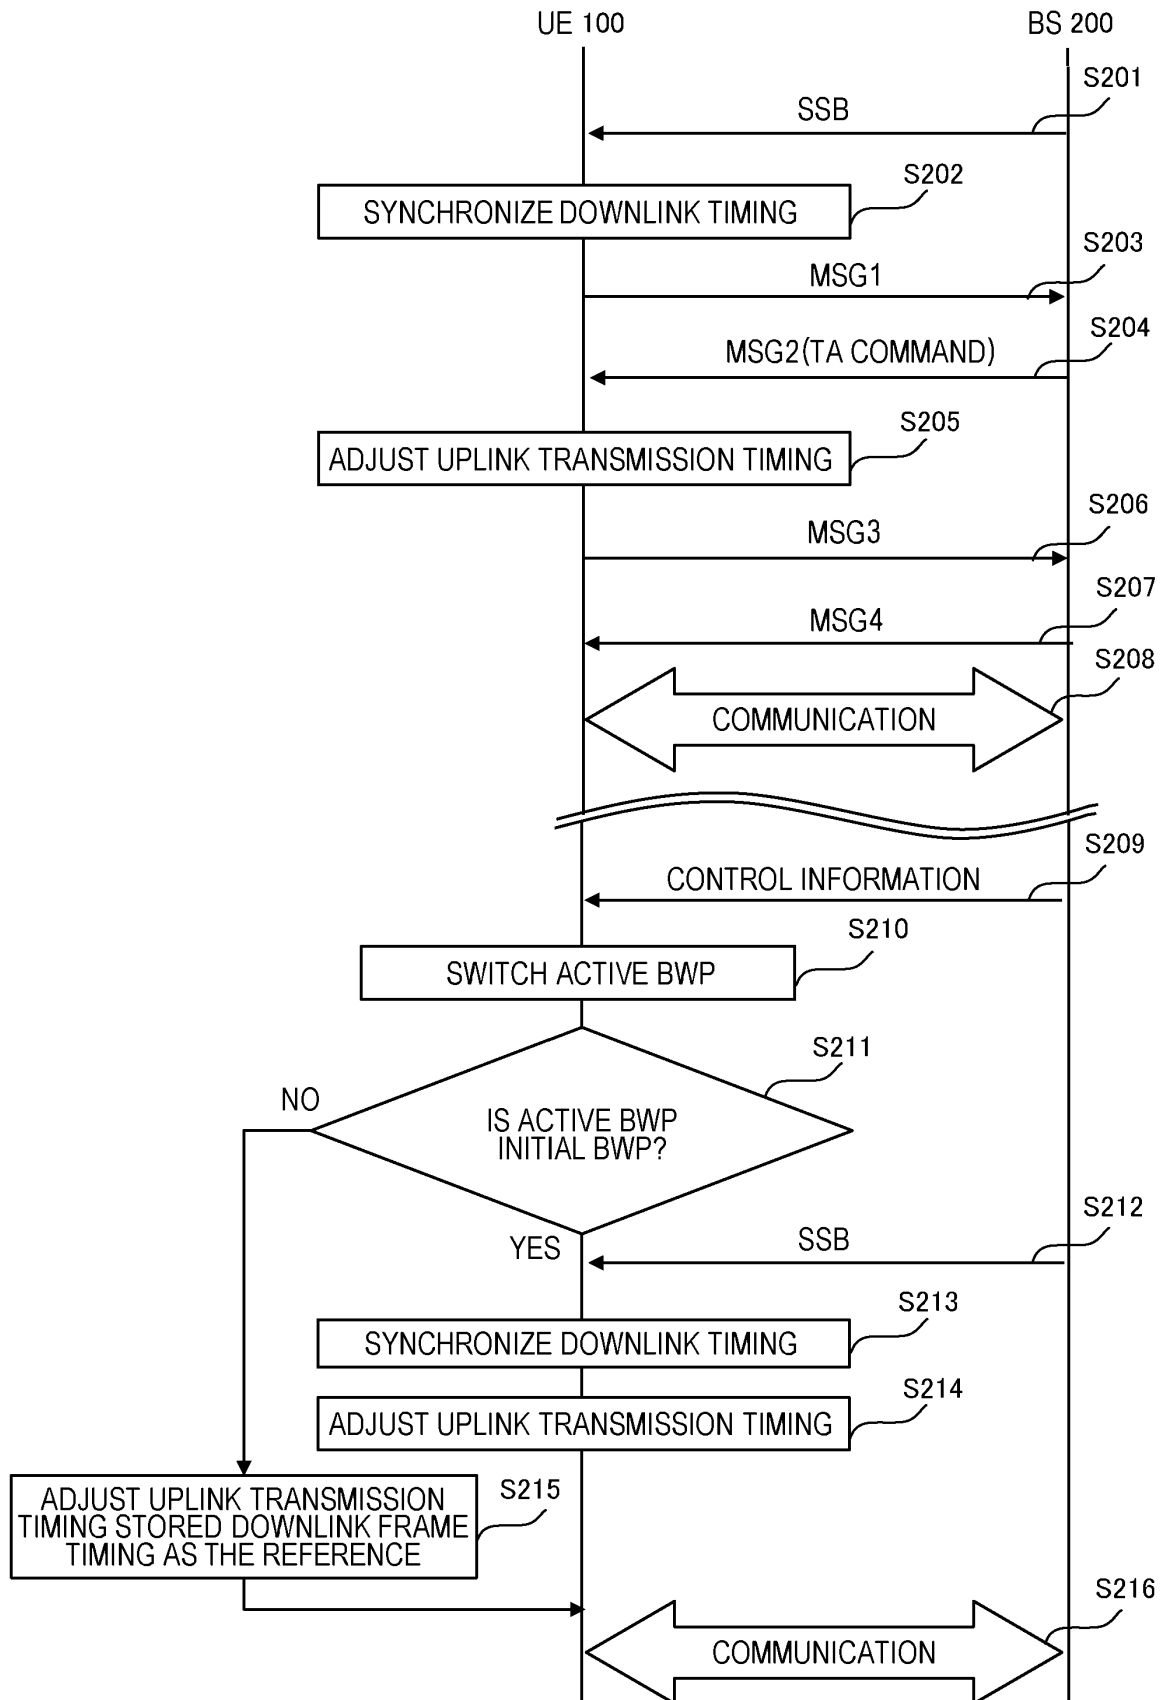 UE 100
BS 200
S201
SSB
S202
SYNCHRONIZE DOWNLINK TIMING
S203
MSG1
S204
MSG2(TA COMMAND)
S205
ADJUST UPLINK TRANSMISSION TIMING
S206
MSG3
S207
MSG4
S208
COMMUNICATION
S209
CONTROL INFORMATION
S210
SWITCH ACTIVE BWP
S211
NO
IS ACTIVE BWP
INITIAL BWP?
S212
YES
SSB
S213
SYNCHRONIZE DOWNLINK TIMING
S214
ADJUST UPLINK TRANSMISSION TIMING
S215
ADJUST UPLINK TRANSMISSION
TIMING STORED DOWNLINK FRAME
TIMING AS THE REFERENCE
S216
COMMUNICATION